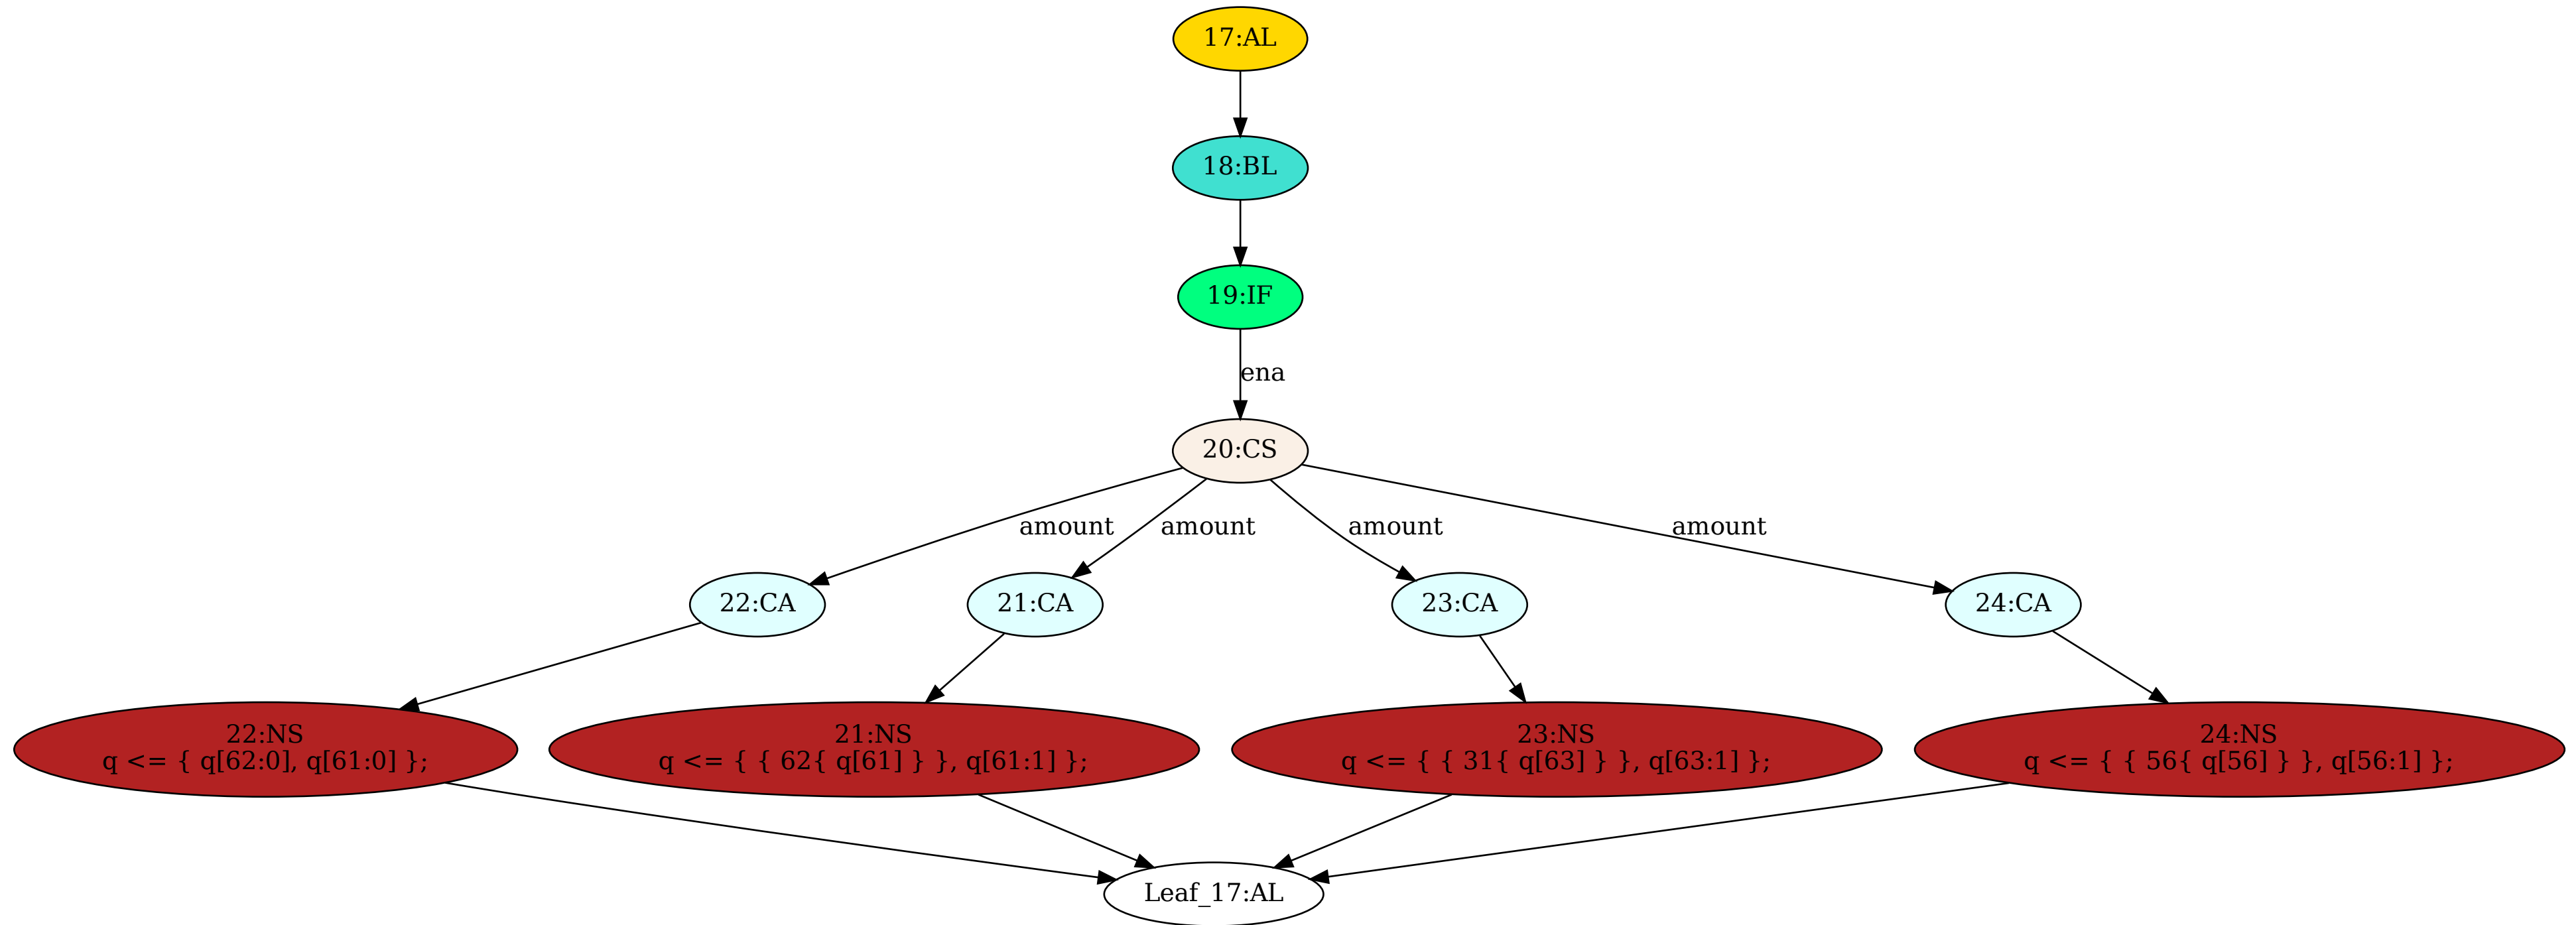 17:AL
18:BL
19:IF
ena
20:CS
amount
amount
amount
amount
22:CA
21:CA
23:CA
24:CA
22:NS
q <= { q[62:0], q[61:0] };
21:NS
q <= { { 62{ q[61] } }, q[61:1] };
23:NS
q <= { { 31{ q[63] } }, q[63:1] };
24:NS
q <= { { 56{ q[56] } }, q[56:1] };
Leaf_17:AL